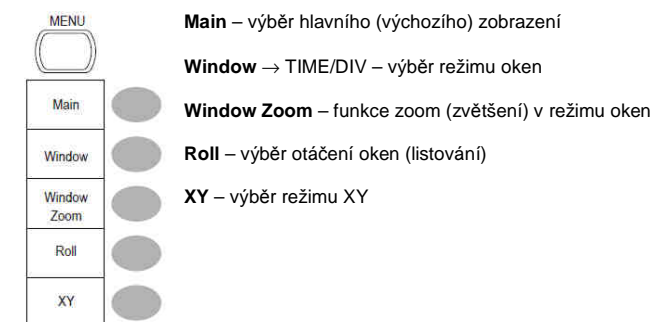 MENU
Main
Window
Window
Zoom
Roll
XY
Main – výběr hlavního (výchozího) zobrazení
Window → TIME/DIV – výběr režimu oken
Window Zoom – funkce zoom (zvětšení) v režimu oken
Roll – výběr otáčení oken (listování)
XY – výběr režimu XY